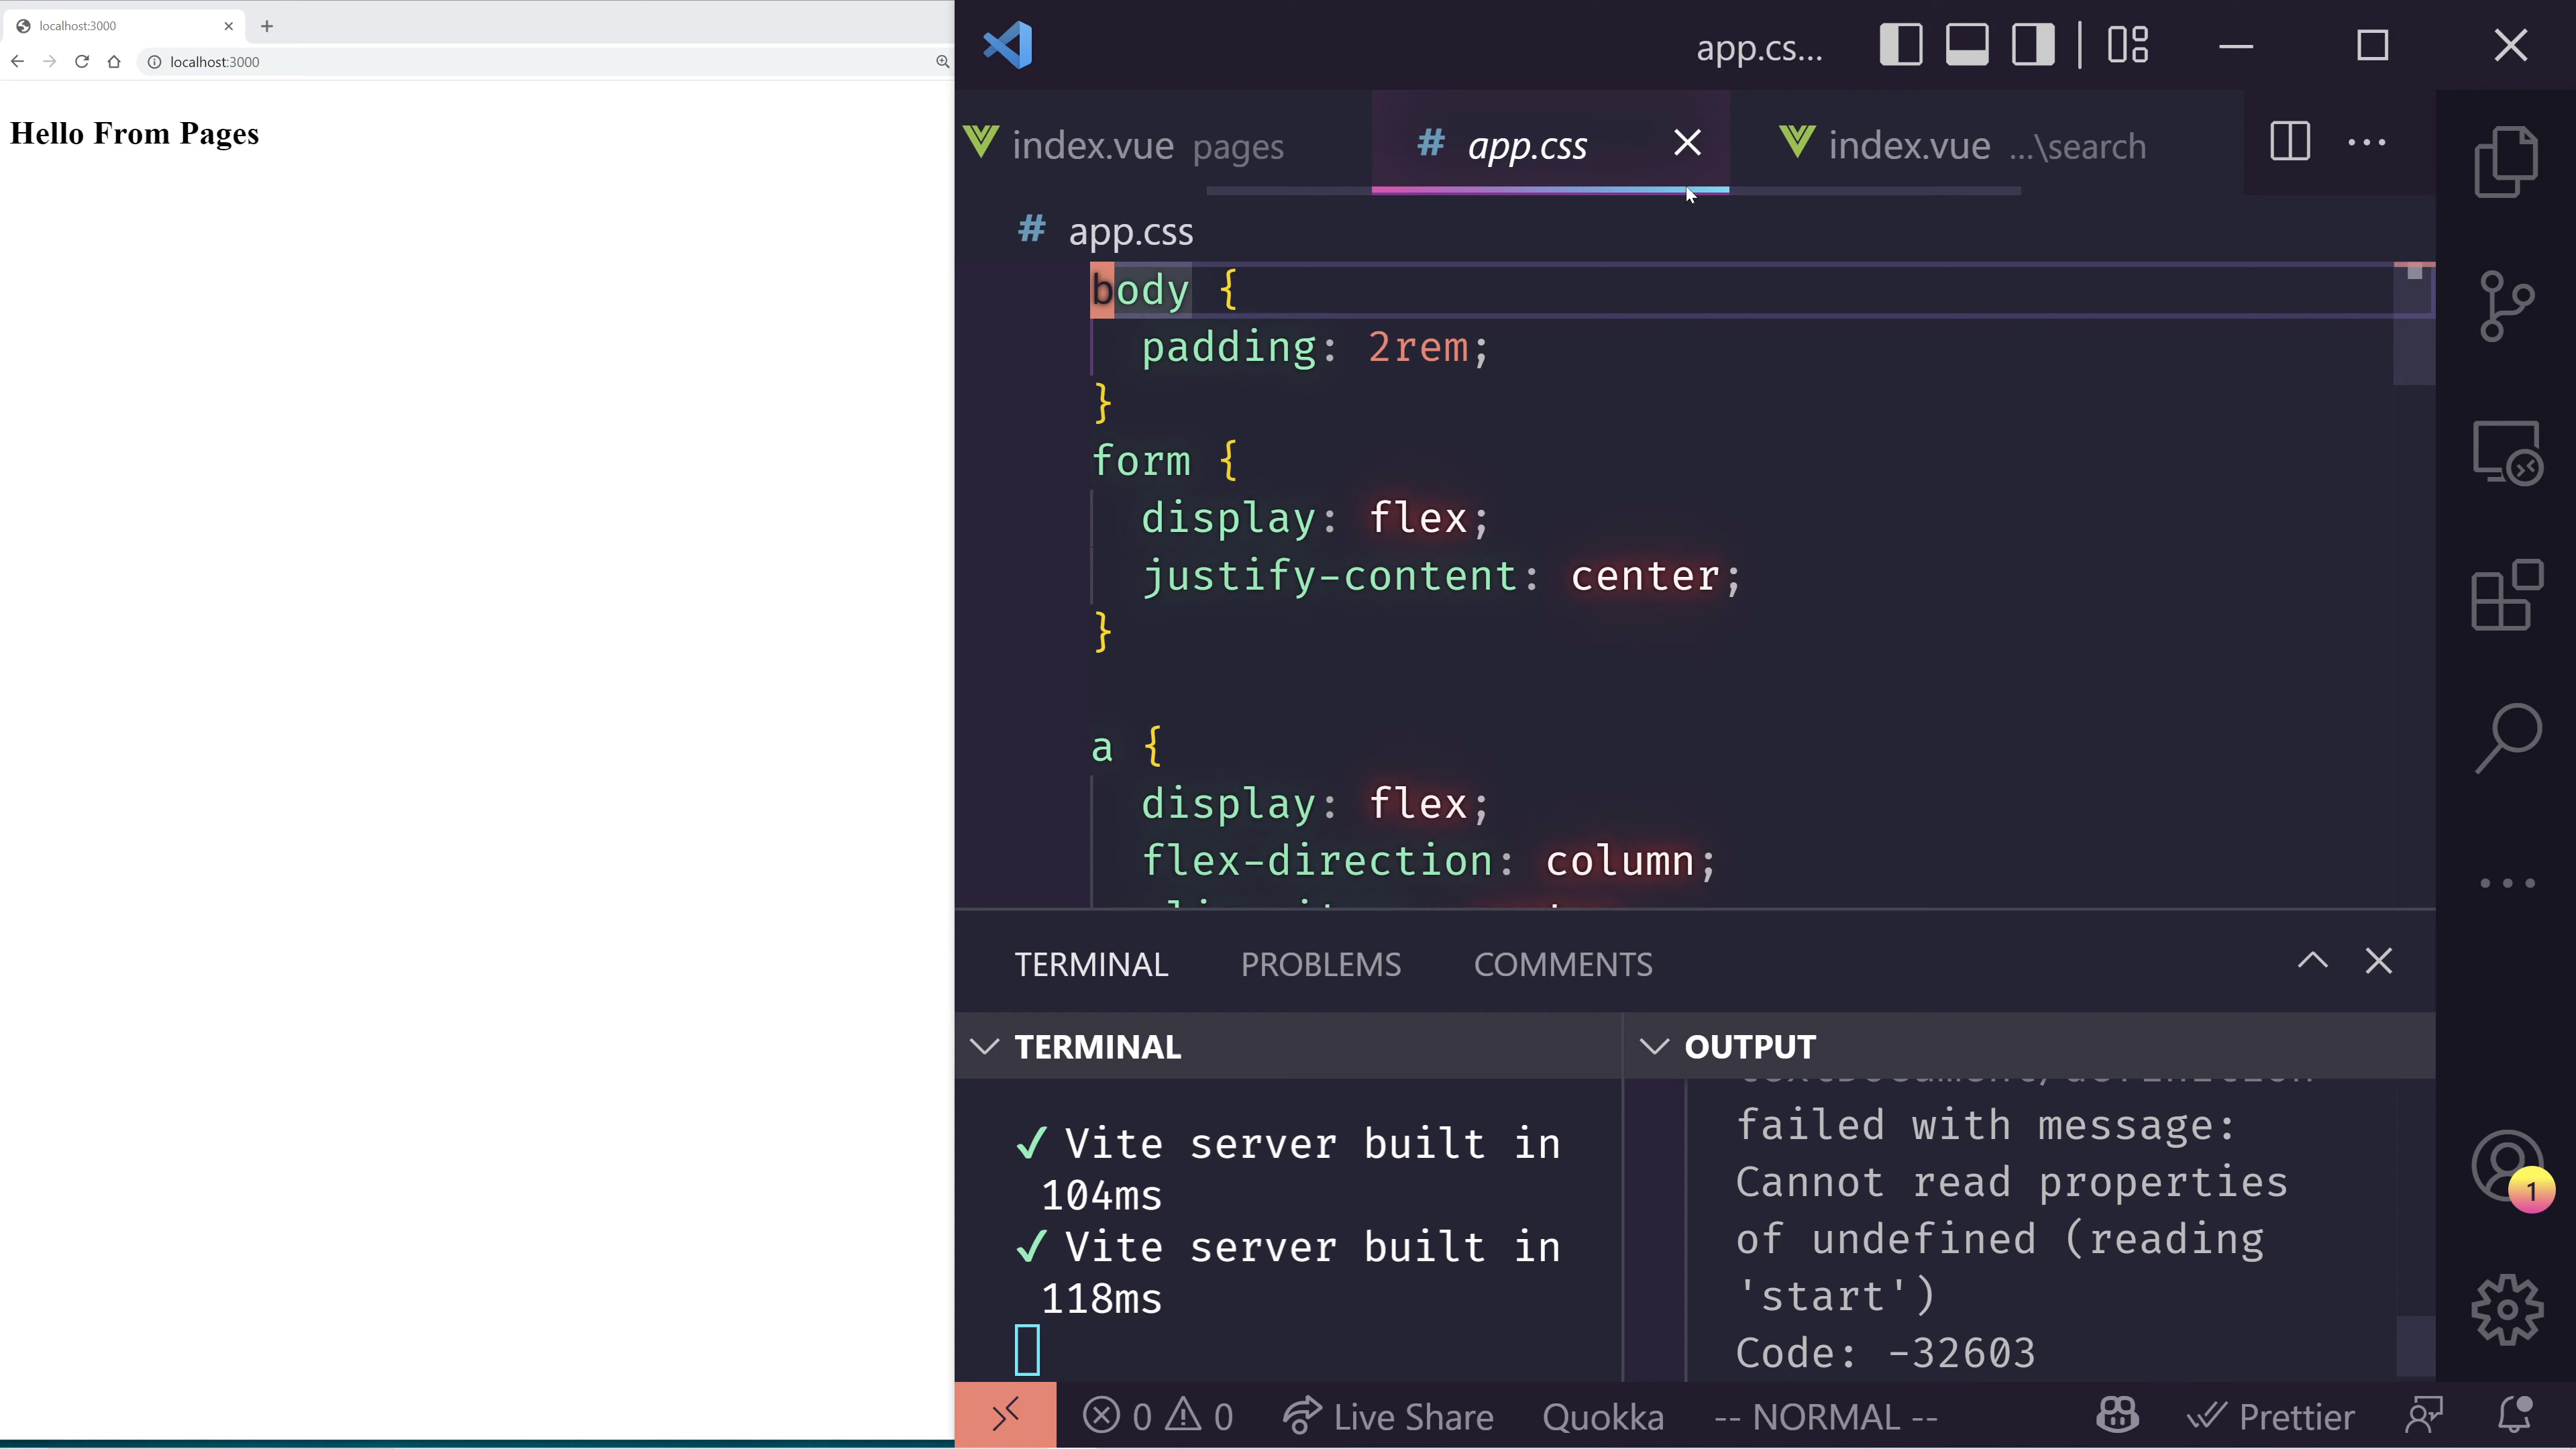 localhost:3000
localhost:3000
Hello From Pages
app.cs...
index.vue pages
# app.css
index.vue ...\search
# app.css
body {
padding: 2rem;
}
form {
display: flex;
justify-content: center;
}
a {
display: flex;
flex-direction: column;
TERMINAL
PROBLEMS
COMMENTS
TERMINAL
✓ Vite server built in
104ms
✓ Vite server built in
118ms
OUTPUT
failed with message:
Cannot read properties
of undefined (reading
'start')
Code: -32603
1
0 0
Live Share
Quokka
-- NORMAL --
Prettier